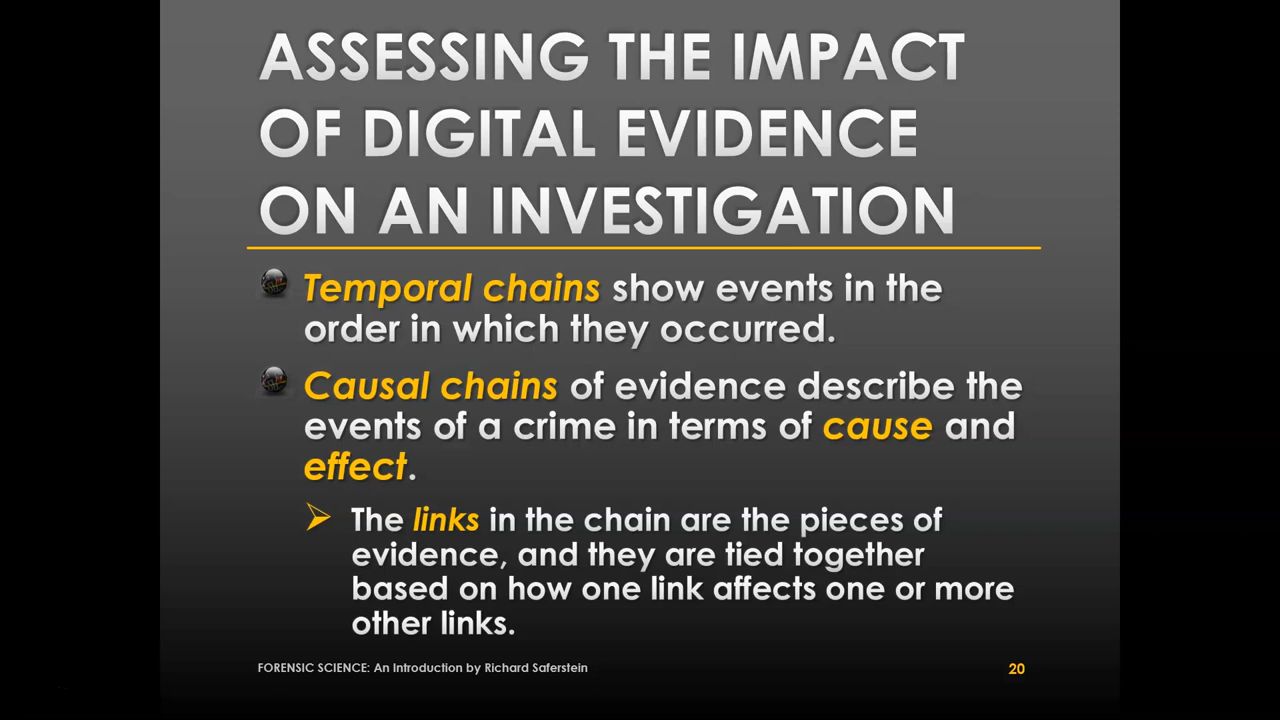 ASSESSING THE IMPACT
OF DIGITAL EVIDENCE
ON AN INVESTIGATION
Temporal chains show events in the
order in which they occurred.
Causal chains of evidence describe the
events of a crime in terms of cause and
effect.
The links in the chain are the pieces of
evidence, and they are tied together
based on how one link affects one or more
other links.
FORENSIC SCIENCE: An Introduction by Richard Saferstein
20